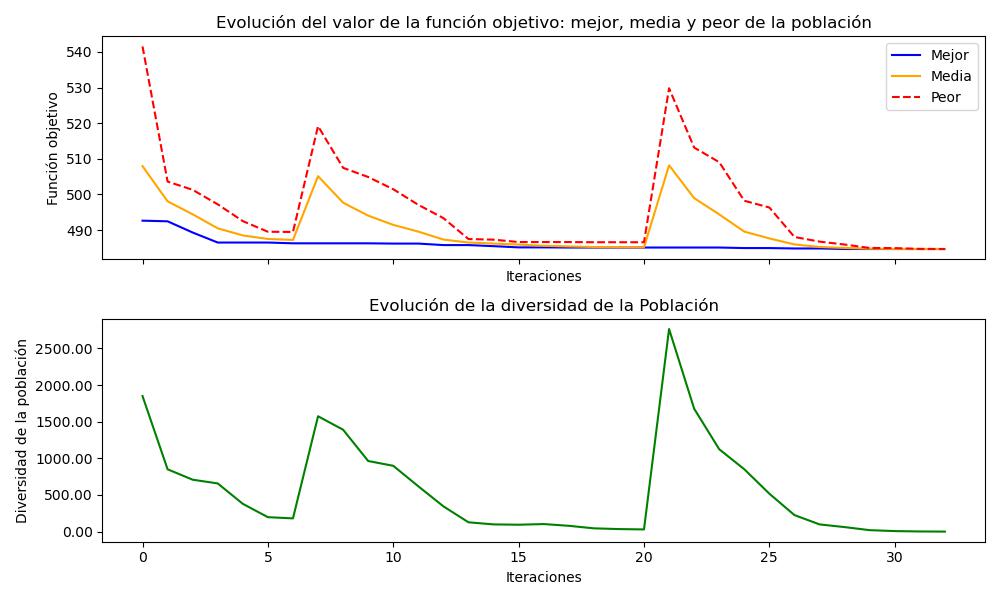 Evolución del valor de la función objetivo: mejor, media y peor de la población
540
530
520
510
500
490
Función objetivo
Mejor
Media
Peor
Iteraciones
Evolución de la diversidad de la Población
2500.00
2000.00
1500.00
1000.00
500.00
0.00
Diversidad de la población
0 5 10 15 20 25 30
Iteraciones